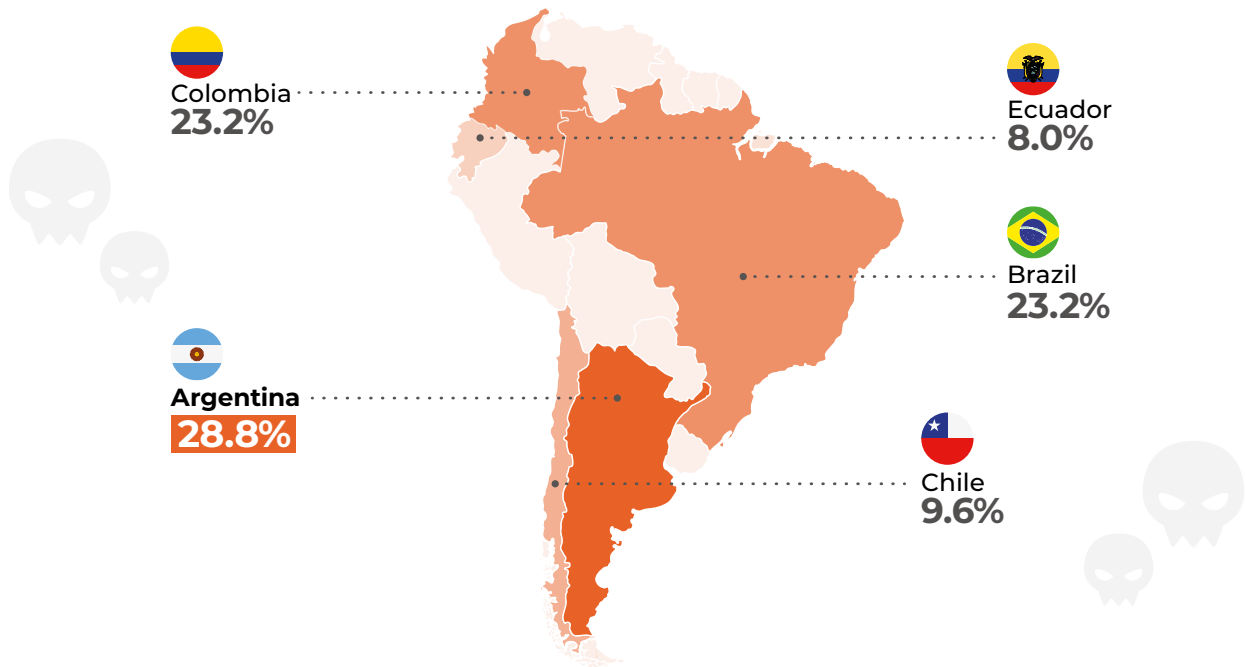 Colombia
23.2%
Ecuador
8.0%
Brazil
23.2%
Argentina
28.8%
Chile
9.6%